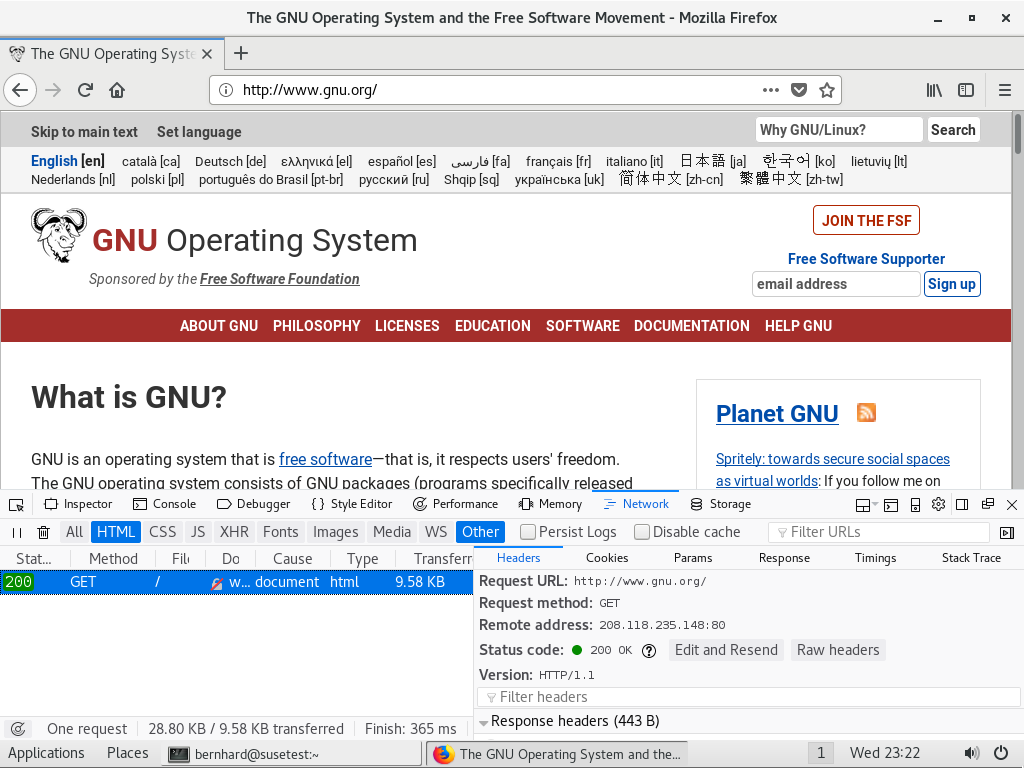 The GNU Operating System and the Free Software Movement - Mozilla Firefox
The GNU Operating Syste
http://www.gnu.org/
Skip to main text Set language Why GNU/Linux? Search
English [en] català [ca] Deutsch [de] ελληνικά [el] español [es] فارسی [fa] français [fr] italiano [it] 日本語 [ja] 한국어 [ko] lietuvių [lt]
Nederlands [nl] polski [pl] português do Brasil [pt-br] русский [ru] Shqip [sq] українська [uk] 简体中文 [zh-cn] 繁體中文 [zh-tw]
JOIN THE FSF
GNU Operating System
Free Software Supporter
Sponsored by the Free Software Foundation
email address Sign up
ABOUT GNU PHILOSOPHY LICENSES EDUCATION SOFTWARE DOCUMENTATION HELP GNU
What is GNU?
GNU is an operating system that is free software—that is, it respects users' freedom.
The GNU operating system consists of GNU packages (programs specifically released
Planet GNU
Spritely: towards secure social spaces
as virtual worlds: If you follow me on
Inspector Console Debugger {} Style Editor Performance Memory Network Storage
All HTML CSS JS XHR Fonts Images Media WS Other Persist Logs Disable cache Filter URLs
Stat... Method File Do Cause Type Transferr
200 GET / w... document html 9.58 KB
Headers Cookies Params Response Timings Stack Trace
Request URL: http://www.gnu.org/
Request method: GET
Remote address: 208.118.235.148:80
Status code: 200 OK ? Edit and Resend Raw headers
Version: HTTP/1.1
Filter headers
Response headers (443 B)
One request 28.80 KB / 9.58 KB transferred Finish: 365 ms
Applications Places bernhard@susetest:~ The GNU Operating System and the... 1 Wed 23:22